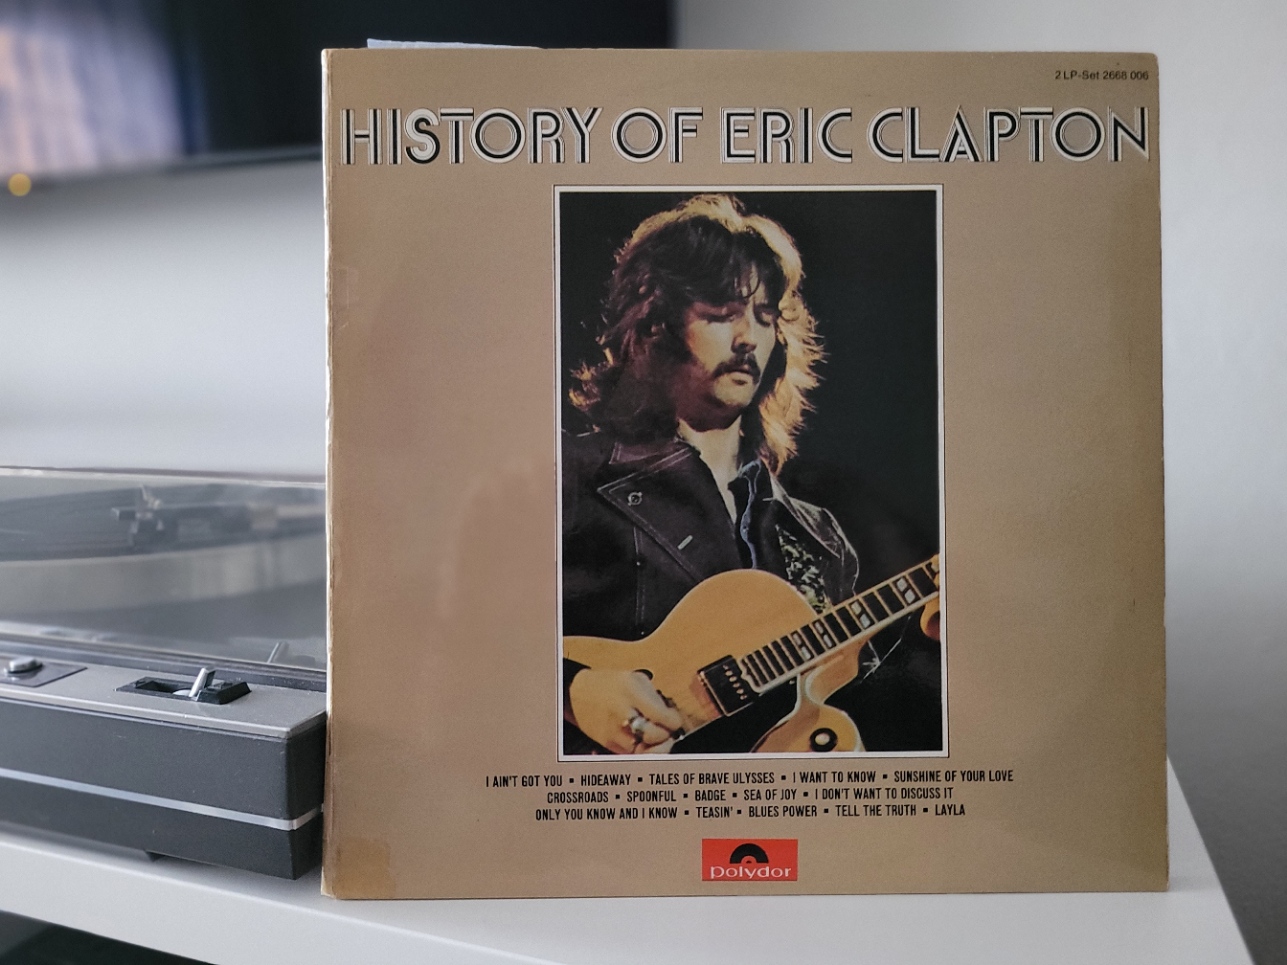 2 LP-Set 2668 006
HISTORY OF ERIC CLAPTON
I AIN'T GOT YOU ▪ HIDEAWAY ▪ TALES OF BRAVE ULYSSES ▪ I WANT TO KNOW ▪ SUNSHINE OF YOUR LOVE
CROSSROADS ▪ SPOONFUL ▪ BADGE ▪ SEA OF JOY ▪ I DON'T WANT TO DISCUSS IT
ONLY YOU KNOW AND I KNOW ▪ TEASIN' ▪ BLUES POWER ▪ TELL THE TRUTH ▪ LAYLA
polydor